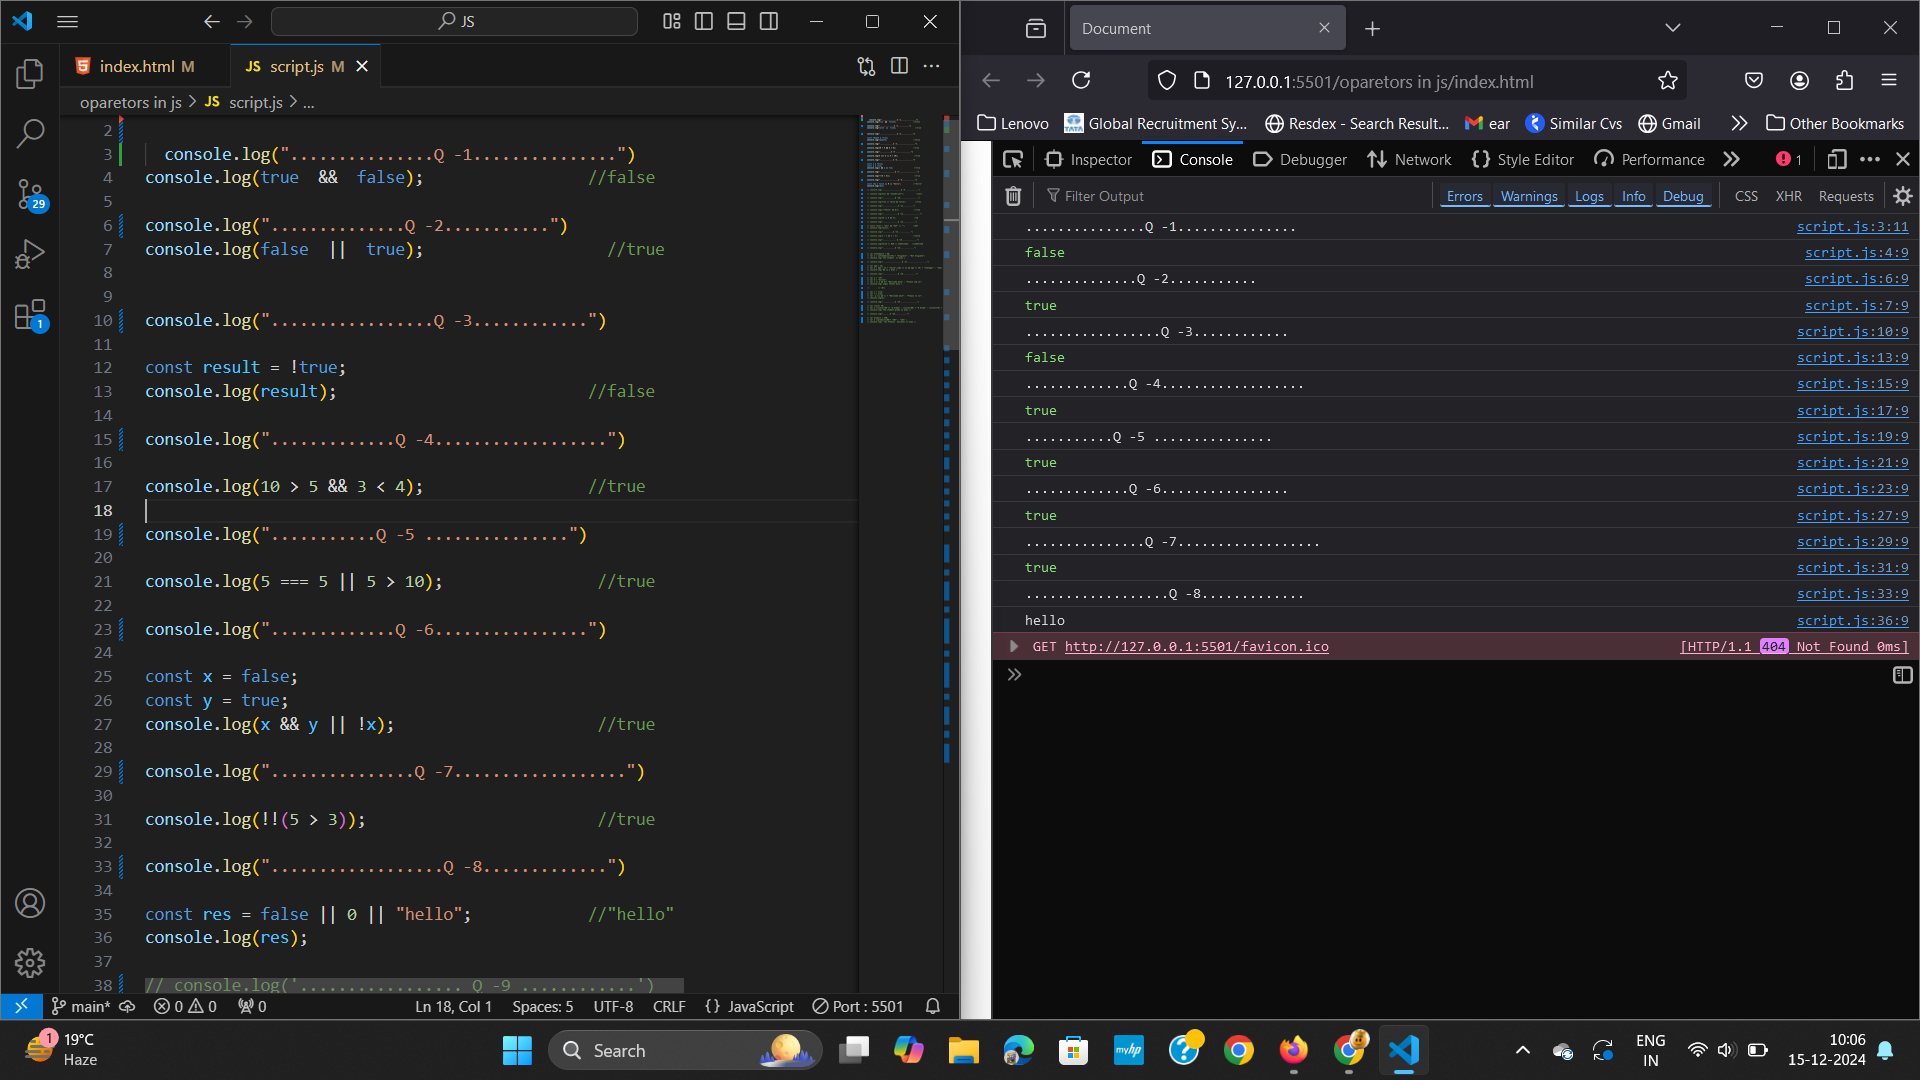 JS
index.html M
JS script.js M
oparetors in js > JS script.js > ...
2
3 console.log("...............Q -1...............")
4 console.log(true && false); //false
5
6 console.log("..............Q -2...........")
7 console.log(false || true); //true
8
9
10 console.log(".................Q -3............")
11
12 const result = !true;
13 console.log(result); //false
14
15 console.log(".............Q -4..................")
16
17 console.log(10 > 5 && 3 < 4); //true
18
19 console.log("...........Q -5 ...............")
20
21 console.log(5 === 5 || 5 > 10); //true
22
23 console.log(".............Q -6................")
24
25 const x = false;
26 const y = true;
27 console.log(x && y || !x); //true
28
29 console.log("...............Q -7..................")
30
31 console.log(!!(5 > 3)); //true
32
33 console.log("..................Q -8.............")
34
35 const res = false || 0 || "hello"; //"hello"
36 console.log(res);
37
38 // console.log('................. Q -9 ............')
29
1
main* 0 0 0 Ln 18, Col 1 Spaces: 5 UTF-8 CRLF {} JavaScript Port : 5501
Document
127.0.0.1:5501/oparetors in js/index.html
Lenovo TATA Global Recruitment Sy... Resdex - Search Result... ear Similar Cvs Gmail Other Bookmarks
Inspector Console Debugger Network Style Editor Performance 1
Filter Output Errors Warnings Logs Info Debug CSS XHR Requests
...............Q -1............... script.js:3:11
false script.js:4:9
..............Q -2........... script.js:6:9
true script.js:7:9
.................Q -3............ script.js:10:9
false script.js:13:9
.............Q -4.................. script.js:15:9
true script.js:17:9
...........Q -5 ............... script.js:19:9
true script.js:21:9
.............Q -6................ script.js:23:9
true script.js:27:9
...............Q -7.................. script.js:29:9
true script.js:31:9
..................Q -8............. script.js:33:9
hello script.js:36:9
GET http://127.0.0.1:5501/favicon.ico [HTTP/1.1 404 Not Found 0ms]
1
19°C
Haze
Search
myhp
ENG
IN
10:06
15-12-2024